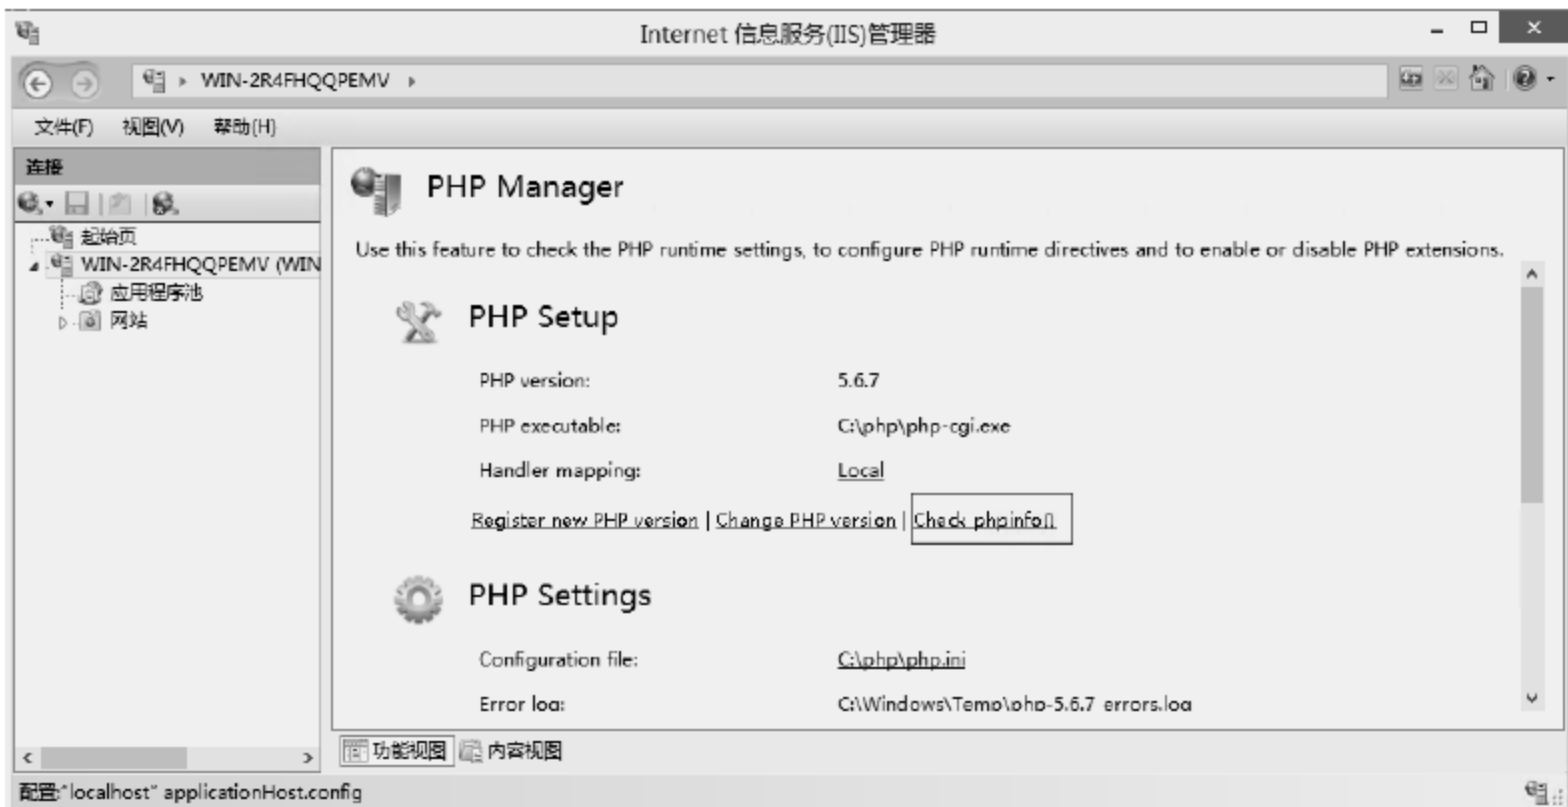 Internet 信息服务(IIS)管理器
WIN-2R4FHQQPEMV
文件(F) 视图(V) 帮助(H)
连接
起始页
WIN-2R4FHQQPEMV (WIN
应用程序池
网站
PHP Manager
Use this feature to check the PHP runtime settings, to configure PHP runtime directives and to enable or disable PHP extensions.
PHP Setup
PHP version: 5.6.7
PHP executable: C:\php\php-cgi.exe
Handler mapping: Local
Register new PHP version | Change PHP version | Check phpinfo()
PHP Settings
Configuration file: C:\php\php.ini
Error log: C:\Windows\Temp\php-5.6.7_errors.log
功能视图 内容视图
配置:"localhost" applicationHost.config